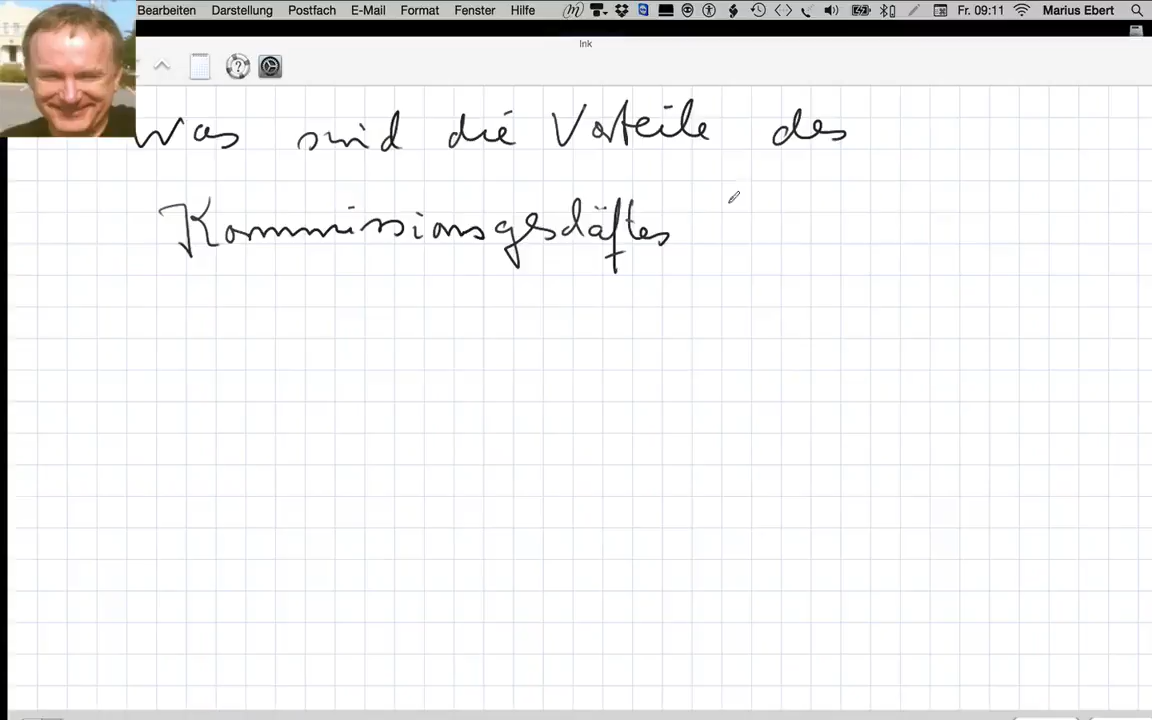 Bearbeiten Darstellung Postfach E-Mail Format Fenster Hilfe Fr. 09:11 Marius Ebert
Ink
Was sind die Vorteile des
Kommissionsgeschäftes